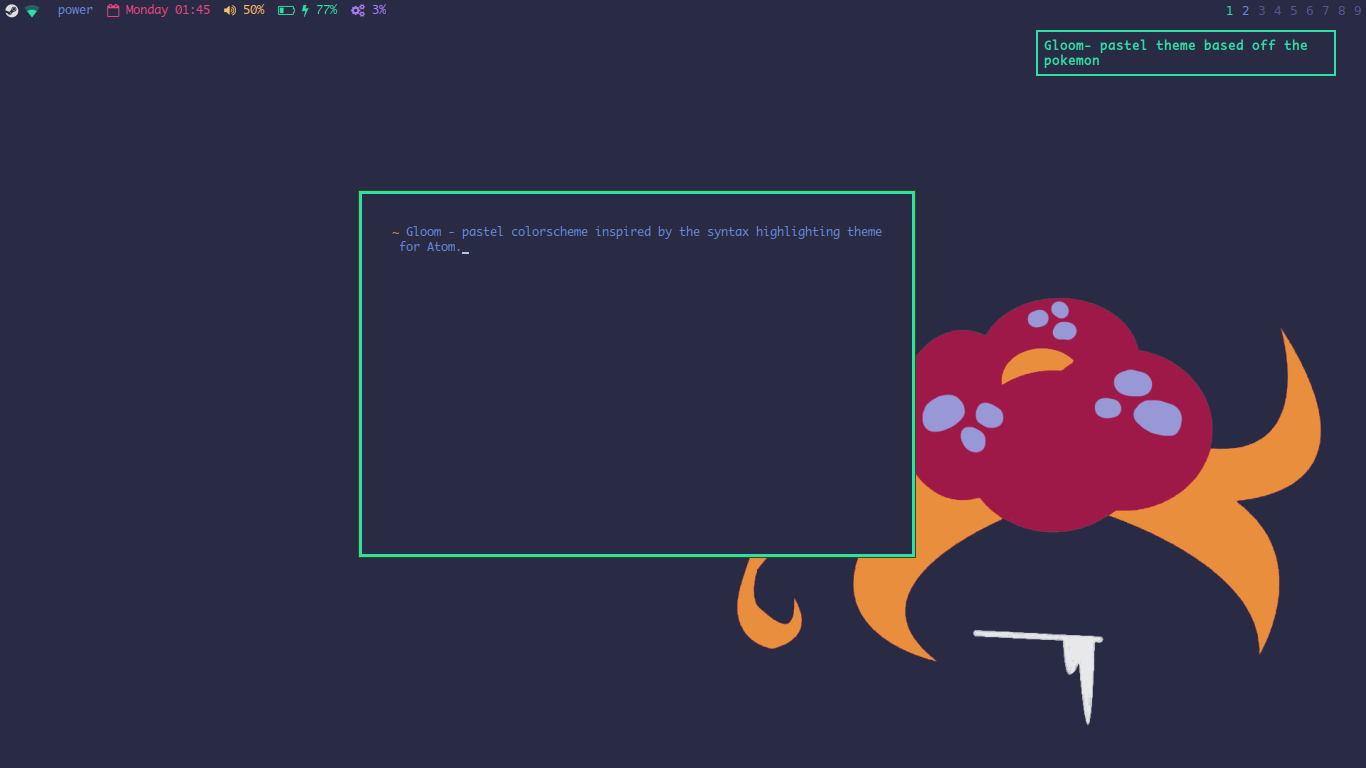 power Monday 01:45 50% 77% 3% 1 2 3 4 5 6 7 8 9
Gloom- pastel theme based off the
pokemon
~ Gloom - pastel colorscheme inspired by the syntax highlighting theme
for Atom.